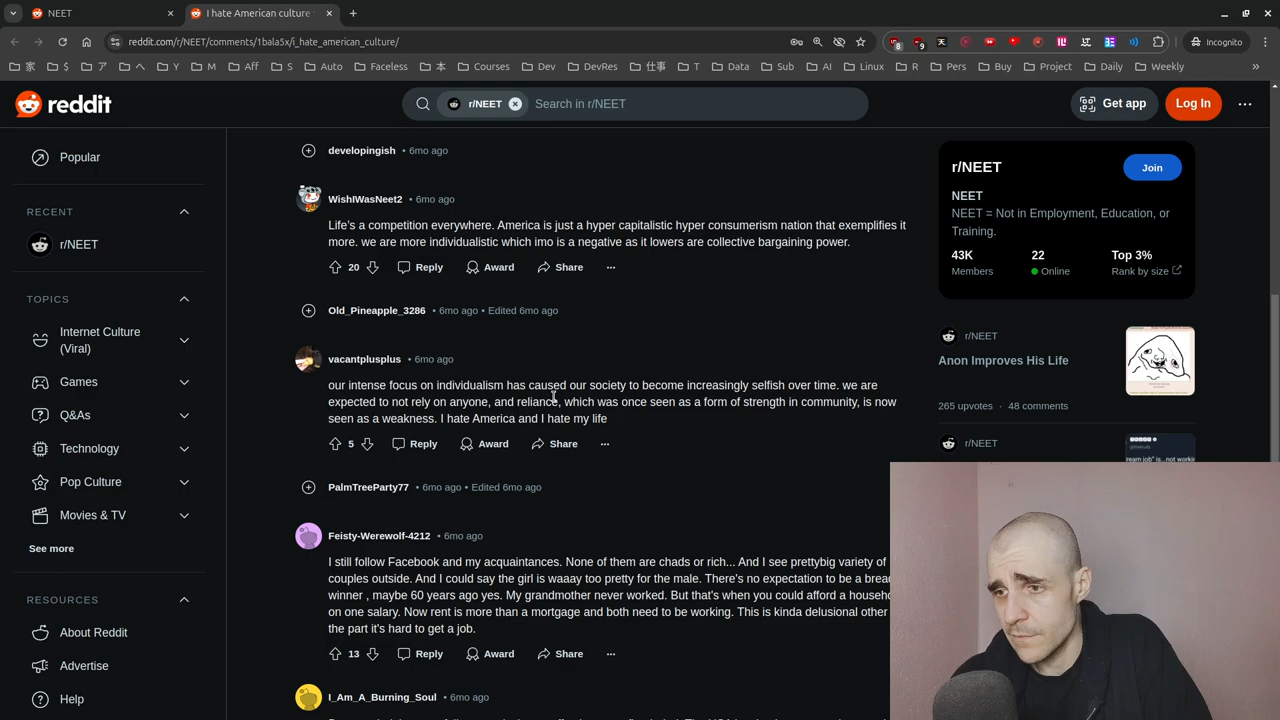 NEET
I hate American culture
reddit.com/r/NEET/comments/1bala5x/i_hate_american_culture/
8
9
Incognito
家
$
ア
へ
Y
M
Aff
S
Auto
Faceless
本
Courses
Dev
DevRes
仕事
T
Data
Sub
AI
Linux
R
Pers
Buy
Project
Daily
Weekly
reddit
r/NEET
Search in r/NEET
Get app
Log In
Popular
RECENT
r/NEET
TOPICS
Internet Culture
(Viral)
Games
Q&As
Technology
Pop Culture
Movies & TV
See more
RESOURCES
About Reddit
Advertise
Help
developingish • 6mo ago
WishIWasNeet2 • 6mo ago
Life's a competition everywhere. America is just a hyper capitalistic hyper consumerism nation that exemplifies it
more. we are more individualistic which imo is a negative as it lowers are collective bargaining power.
20 Reply Award Share
Old_Pineapple_3286 • 6mo ago • Edited 6mo ago
vacantplusplus • 6mo ago
our intense focus on individualism has caused our society to become increasingly selfish over time. we are
expected to not rely on anyone, and reliance, which was once seen as a form of strength in community, is now
seen as a weakness. I hate America and I hate my life
5 Reply Award Share
PalmTreeParty77 • 6mo ago • Edited 6mo ago
Feisty-Werewolf-4212 • 6mo ago
I still follow Facebook and my acquaintances. None of them are chads or rich... And I see prettybig variety of
couples outside. And I could say the girl is waaay too pretty for the male. There's no expectation to be a
winner , maybe 60 years ago yes. My grandmother never worked. But that's when you could afford a
on one salary. Now rent is more than a mortgage and both need to be working. This is kinda delusional other
the part it's hard to get a job.
13 Reply Award Share
I_Am_A_Burning_Soul • 6mo ago
r/NEET
Join
NEET
NEET = Not in Employment, Education, or
Training.
43K
Members
22
Online
Top 3%
Rank by size
r/NEET
Anon Improves His Life
265 upvotes • 48 comments
r/NEET